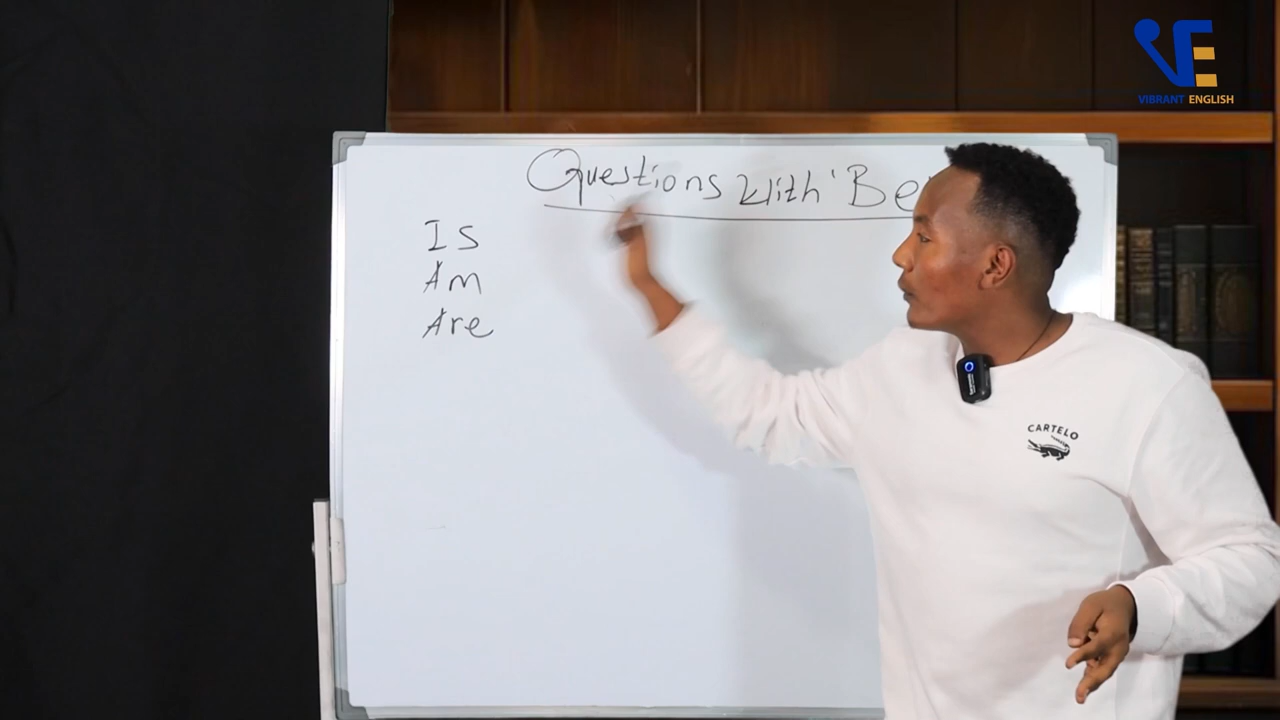 VIBRANT ENGLISH
Questions With 'Be
Is
Am
Are
CARTELO